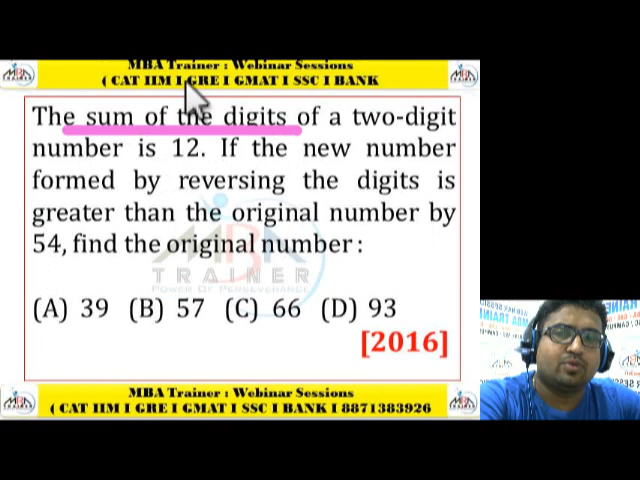 MBA Trainer : Webinar Sessions
( CAT IIM I GRE I GMAT I SSC I BANK
The sum of the digits of a two-digit
number is 12. If the new number
formed by reversing the digits is
greater than the original number by
54, find the original number :
TRAINER
POWER OF PERSEVERANCE
(A) 39 (B) 57 (C) 66 (D) 93
[2016]
MBA Trainer : Webinar Sessions
( CAT IIM I GRE I GMAT I SSC I BANK I 8871383926